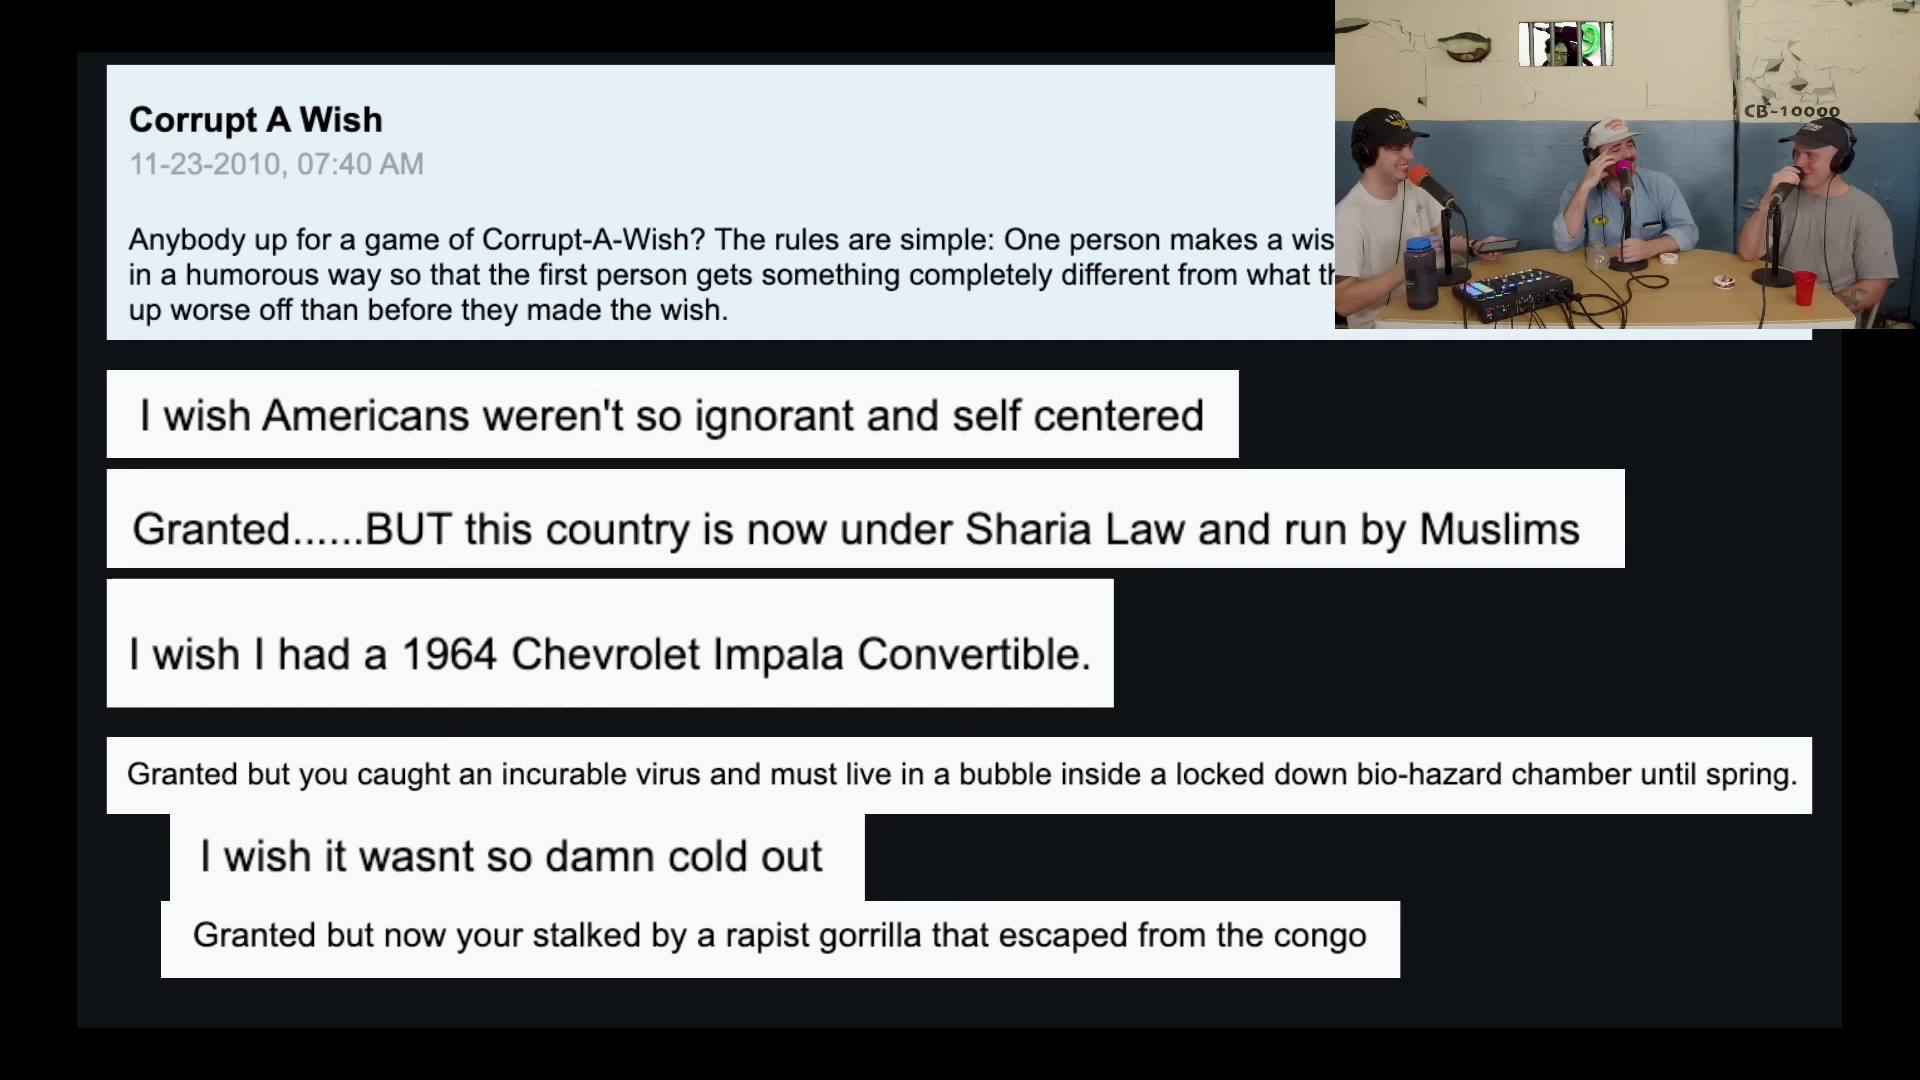 Corrupt A Wish
11-23-2010, 07:40 AM
Anybody up for a game of Corrupt-A-Wish? The rules are simple: One person makes a wis
in a humorous way so that the first person gets something completely different from what th
up worse off than before they made the wish.
CB-10000
I wish Americans weren't so ignorant and self centered
Granted......BUT this country is now under Sharia Law and run by Muslims
I wish I had a 1964 Chevrolet Impala Convertible.
Granted but you caught an incurable virus and must live in a bubble inside a locked down bio-hazard chamber until spring.
I wish it wasnt so damn cold out
Granted but now your stalked by a rapist gorrilla that escaped from the congo